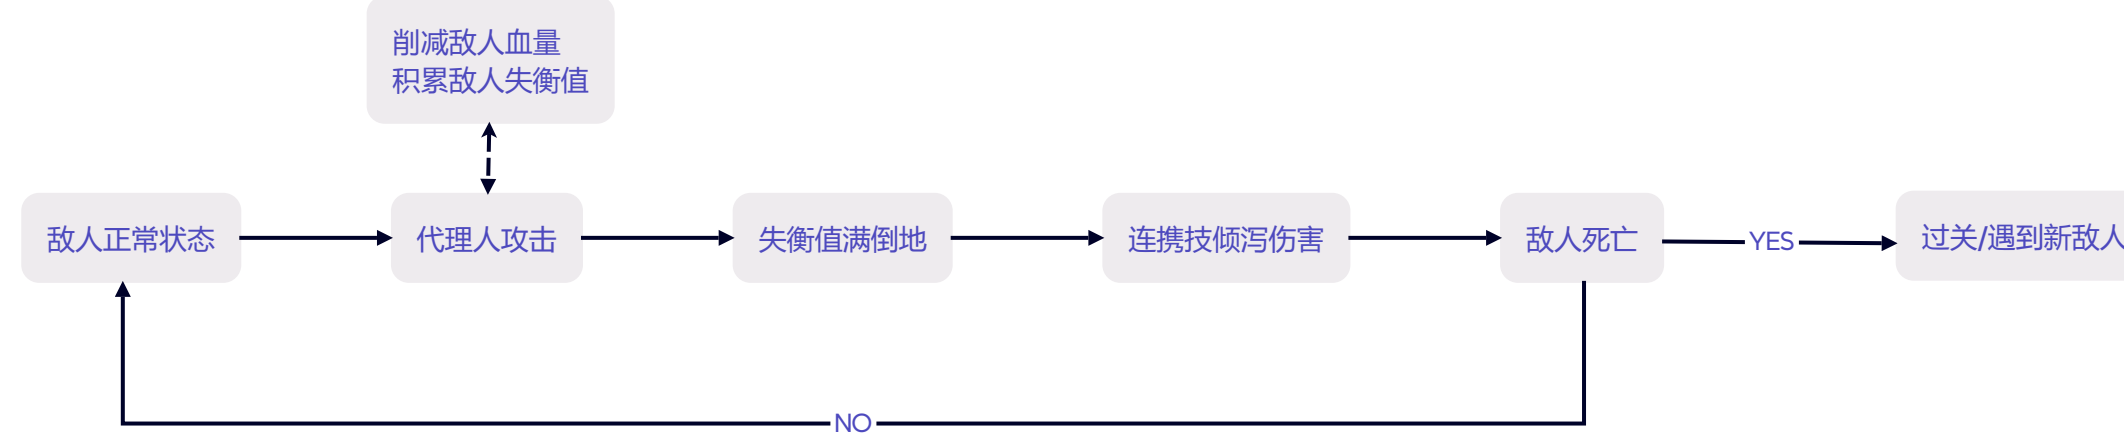 削减敌人血量
积累敌人失衡值
敌人正常状态
代理人攻击
失衡值满倒地
连携技倾泻伤害
敌人死亡
YES
过关/遇到新敌人
NO